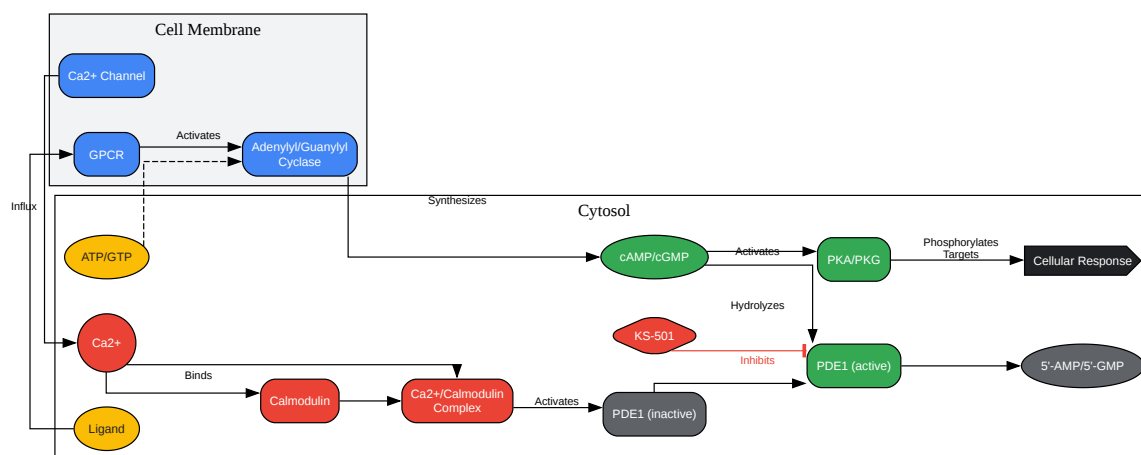 Cell Membrane
Ca2+ Channel
GPCR
Activates
Adenylyl/Guanylyl
Cyclase
Influx
Synthesizes
Cytosol
ATP/GTP
cAMP/cGMP
Activates
PKA/PKG
Phosphorylates
Targets
Cellular Response
Hydrolyzes
Ca2+
KS-501
Inhibits
PDE1 (active)
5'-AMP/5'-GMP
Binds
Calmodulin
Ca2+/Calmodulin
Complex
Activates
PDE1 (inactive)
Ligand